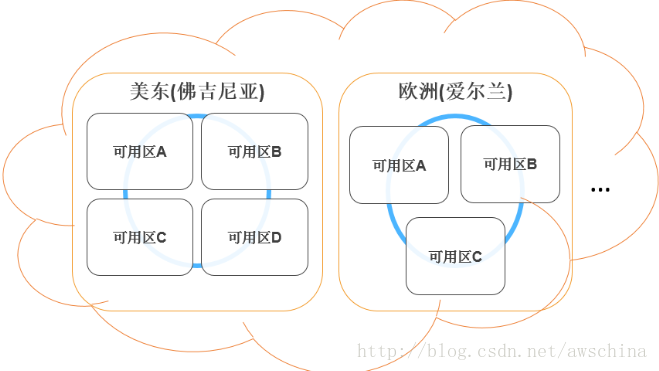 美东(佛吉尼亚)
可用区A
可用区B
可用区C
可用区D
欧洲(爱尔兰)
可用区A
可用区B
可用区C
...
http://blog.csdn.net/awschina